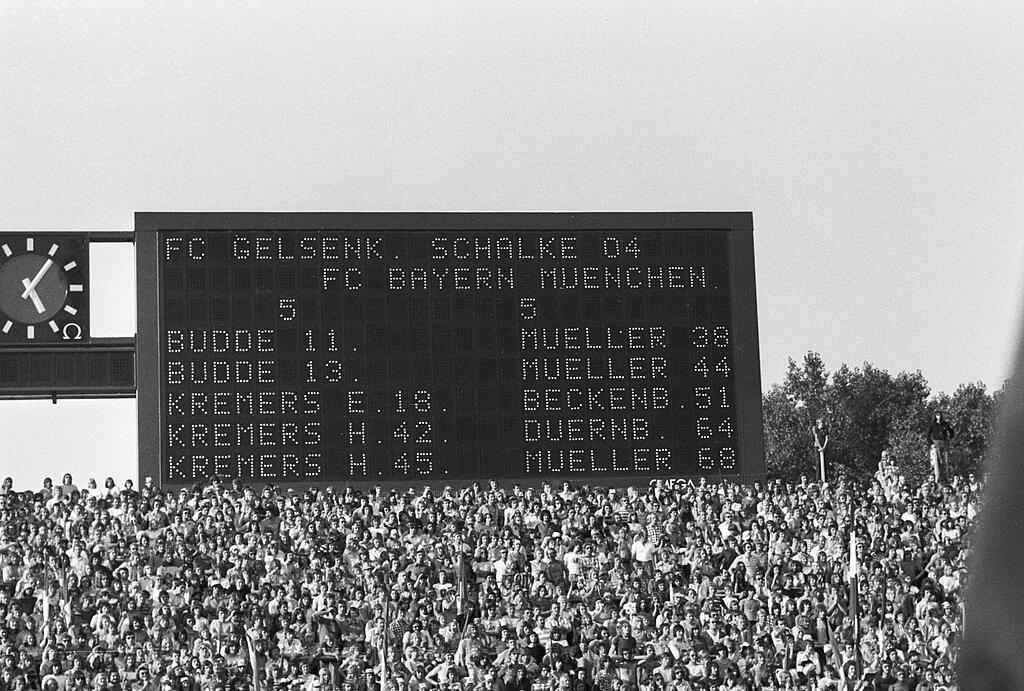 FC GELSENK. SCHALKE 04
FC BAYERN MUENCHEN.
5 5
BUDDE 11. MUELLER 38
BUDDE 13. MUELLER 44
KREMERS E.18. BECKENB.51
KREMERS H.42. DUERNB. 64
KREMERS H.45. MUELLER 68
Ω